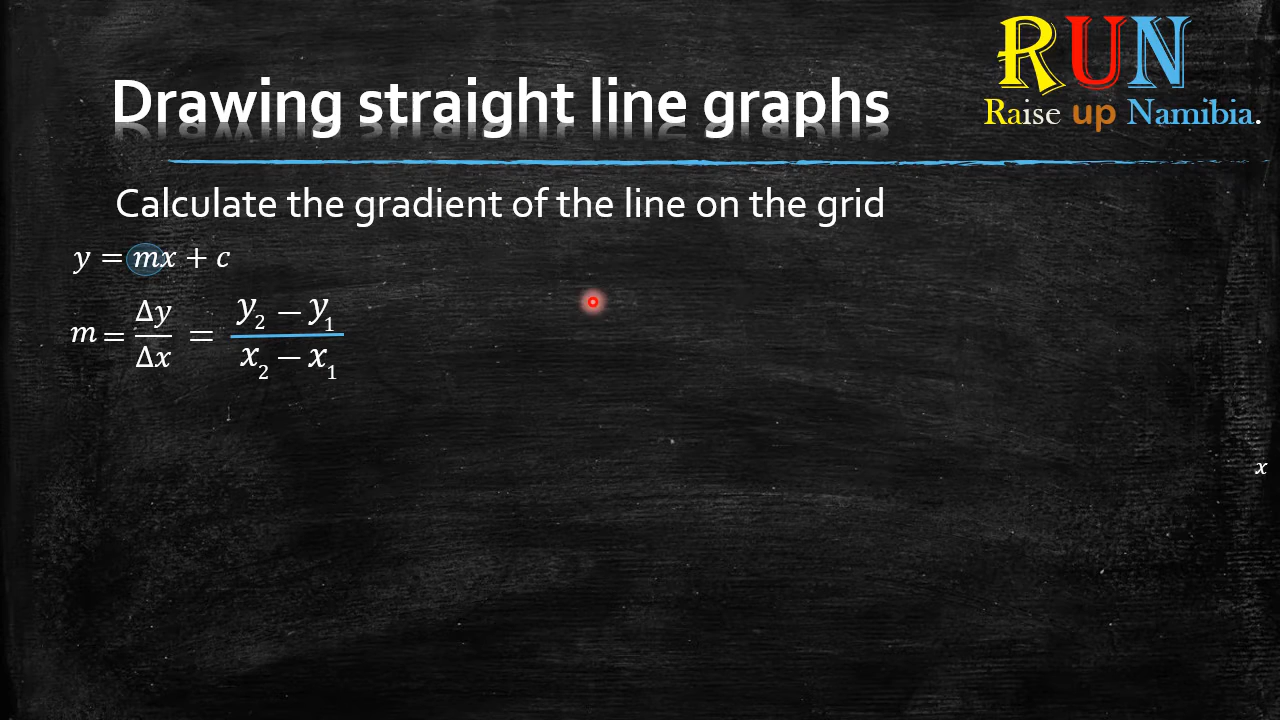 RUN
Raise up Namibia.
Drawing straight line graphs
Calculate the gradient of the line on the grid
y = mx + c
m = Δy/Δx = y₂ − y₁ / x₂ − x₁
x